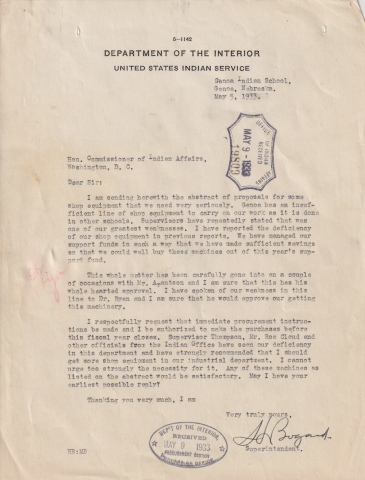 5-1142
DEPARTMENT OF THE INTERIOR
UNITED STATES INDIAN SERVICE
Genoa Indian School,
Genoa, Nebraska.
May 5, 1933.
OFFICE OF INDIAN AFFAIRS
RECEIVED
MAY -9 1933
19809
Hon. Commissioner of Indian Affairs,
Washington, D. C.
Dear Sir:
I am sending herewith the abstract of proposals for some
shop equipment that we need very seriously. Genoa has an insuf-
ficient line of shop equipment to carry on our work as it is done
in other schools. Supervisors have repeatedly stated that was
one of our greatest weaknesses. I have reported the deficiency
of our shop equipment in previous reports. We have managed our
support funds in such a way that we have made sufficient savings
so that we could well buy these machines out of this year's sup-
port fund.
This whole matter has been carefully gone into on a couple
of occasions with Mr. and I am sure that this has his
whole hearted approval. I have spoken of our weakness in this
line to Dr. Ryan and I am sure that he would approve our getting
this machinery.
I respectfully request that immediate procurement instruc-
tions be made and I be authorized to make the purchases before
this fiscal year closes. Supervisor Thompson, Mr. Roe Cloud and
other officials from the Indian Office have seen our deficiency
in this department and have strongly recommended that I should
get more shop equipment in our industrial department. I cannot
urge too strongly the necessity for it. Any of these machines as
listed on the abstract would be satisfactory. May I have your
earliest possible reply?
Thanking you very much, I am
Very truly yours,
Bogard
Superintendent.
DEPT OF THE INTERIOR
RECEIVED
MAY 9 1933
PURCHASING OFFICE